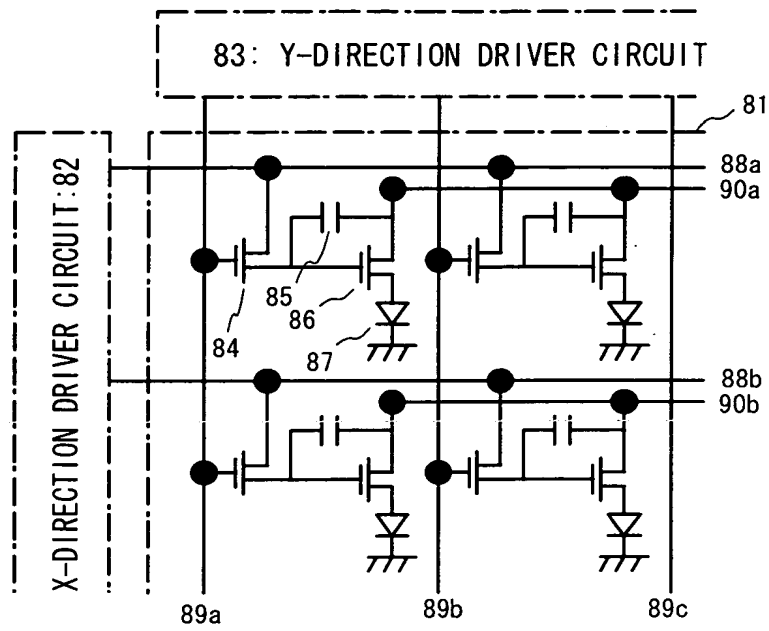 83: Y-DIRECTION DRIVER CIRCUIT
81
X-DIRECTION DRIVER CIRCUIT:82
88a
90a
85
86
84
87
88b
90b
89a
89b
89c